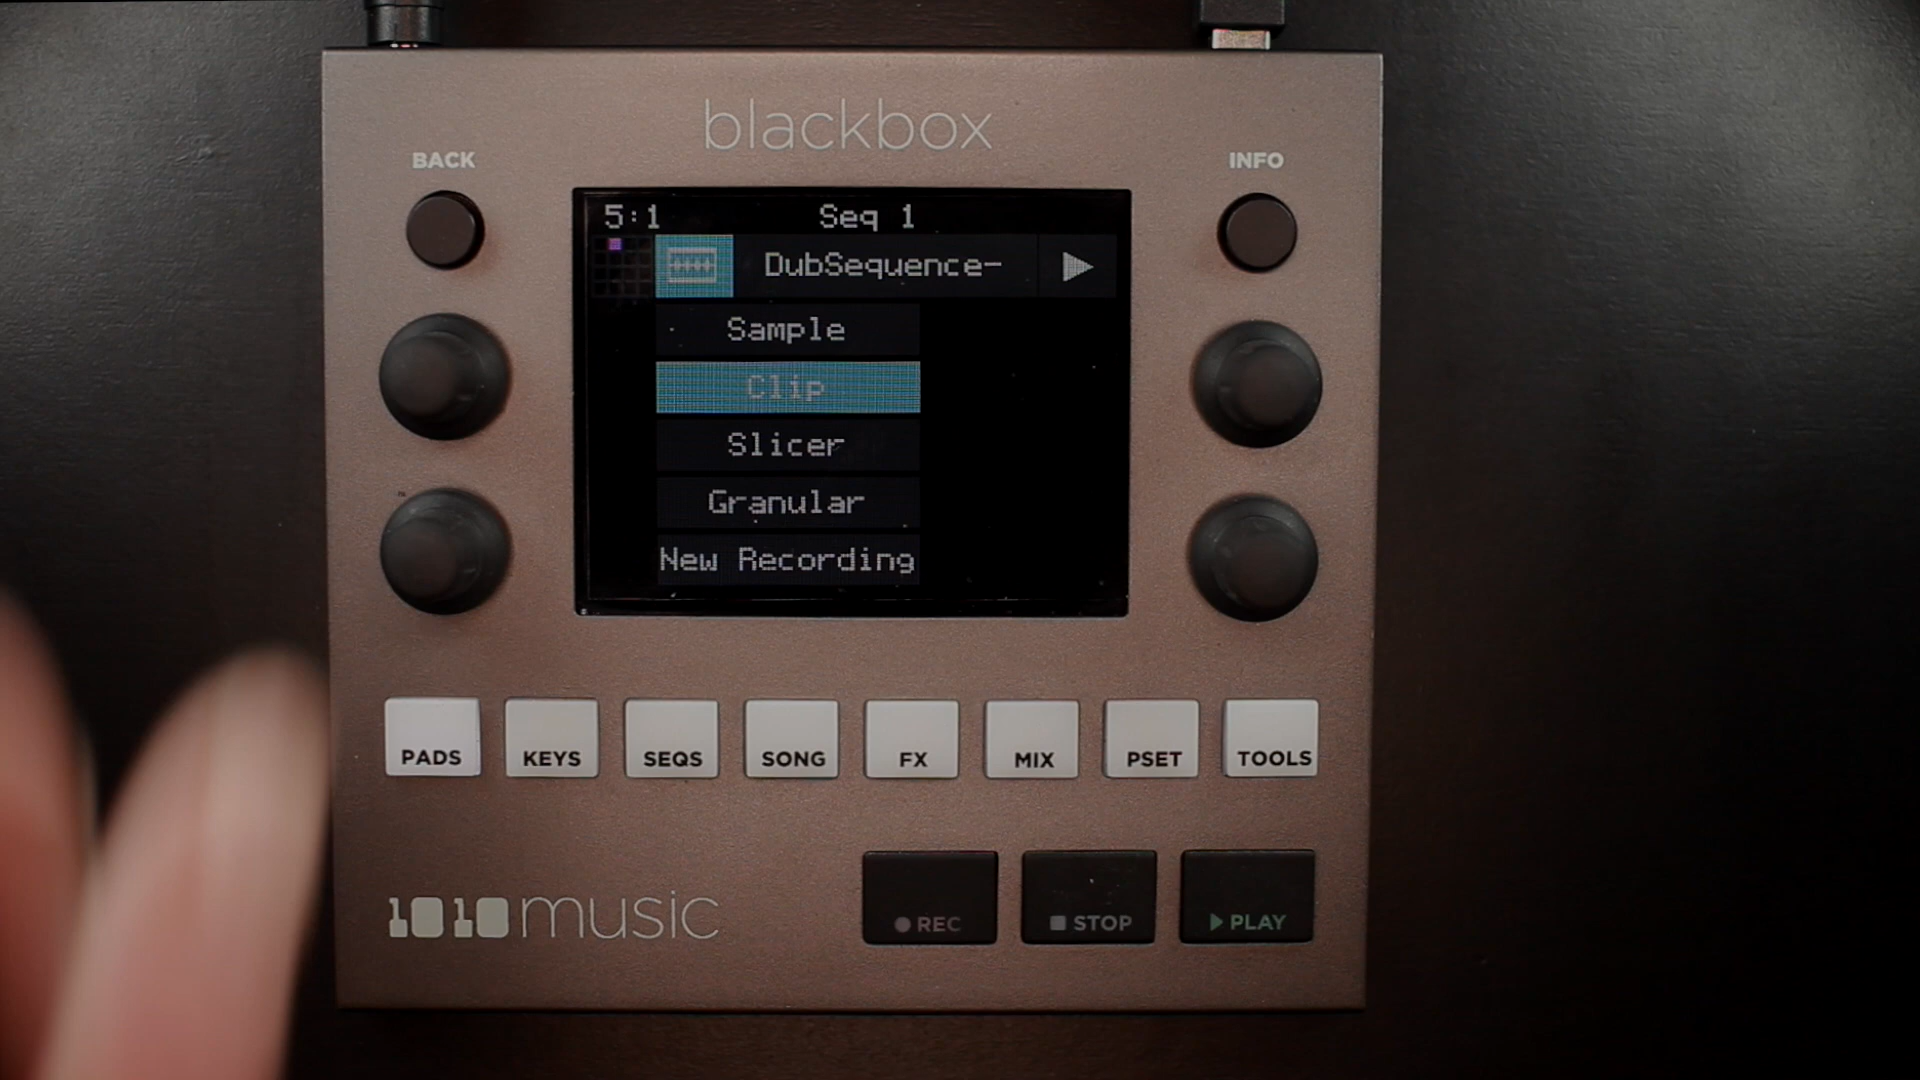 blackbox
BACK
INFO
5:1 Seq 1
DubSequence-
Sample
Clip
Slicer
Granular
New Recording
PADS KEYS SEQS SONG FX MIX PSET TOOLS
1010music
REC STOP PLAY